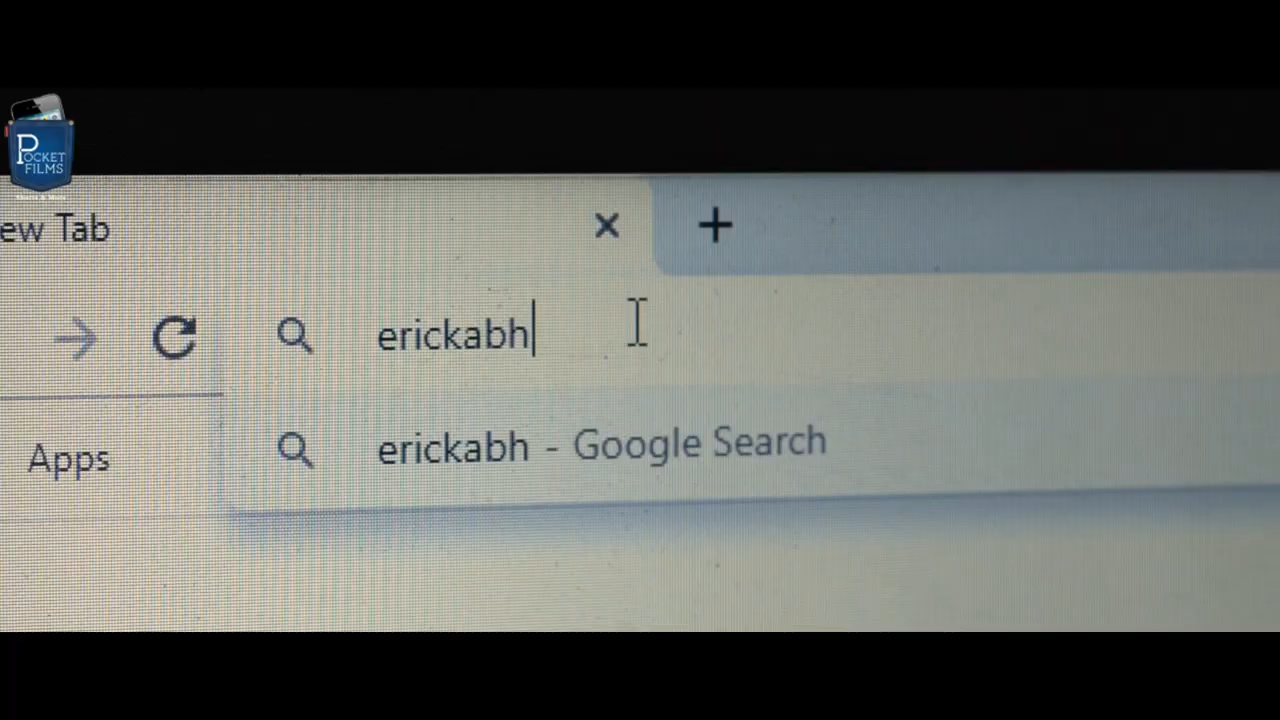 POCKET
FILMS
ew Tab
erickabh
Apps
erickabh - Google Search